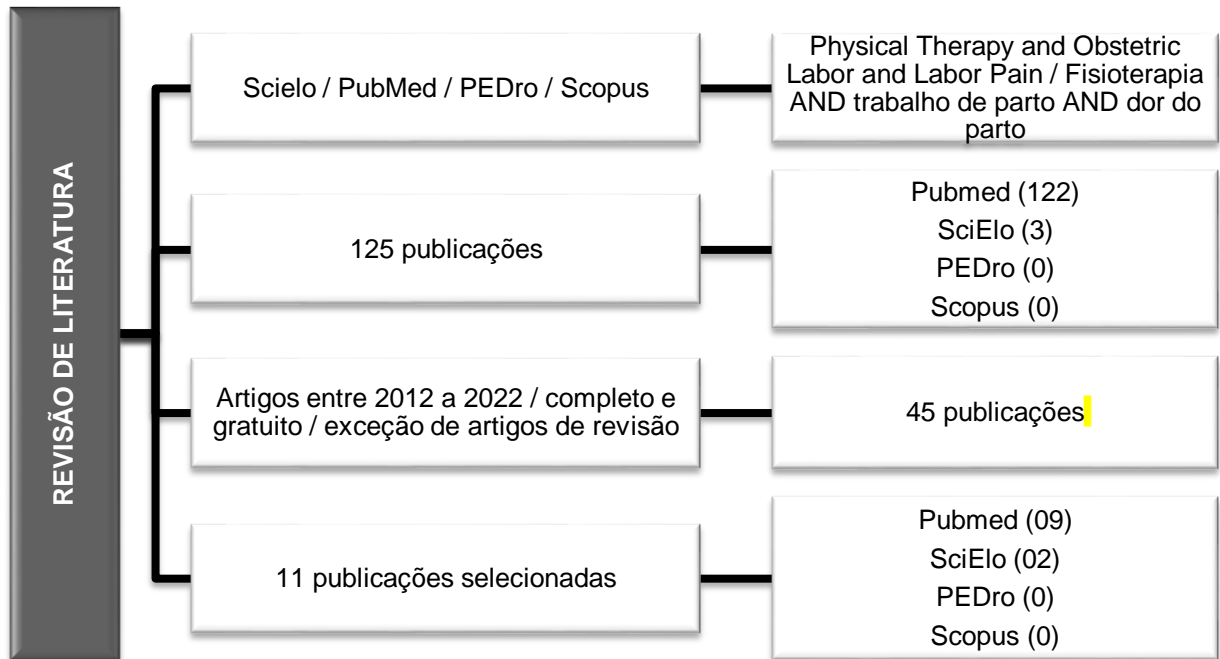 REVISÃO DE LITERATURA
Scielo / PubMed / PEDro / Scopus
Physical Therapy and Obstetric
Labor and Labor Pain / Fisioterapia
AND trabalho de parto AND dor do
parto
125 publicações
Pubmed (122)
SciElo (3)
PEDro (0)
Scopus (0)
Artigos entre 2012 a 2022 / completo e
gratuito / exceção de artigos de revisão
45 publicações
11 publicações selecionadas
Pubmed (09)
SciElo (02)
PEDro (0)
Scopus (0)